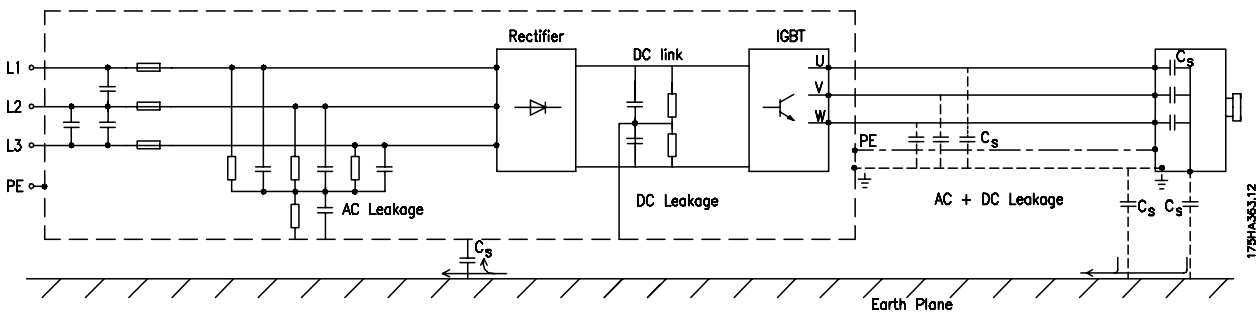 Rectifier
IGBT
DC link
L1
L2
L3
PE
U
V
W
Cs
PE
Cs
AC Leakage
DC Leakage
AC + DC Leakage
Cs
Cs
Cs
Earth Plane
175HA363.12